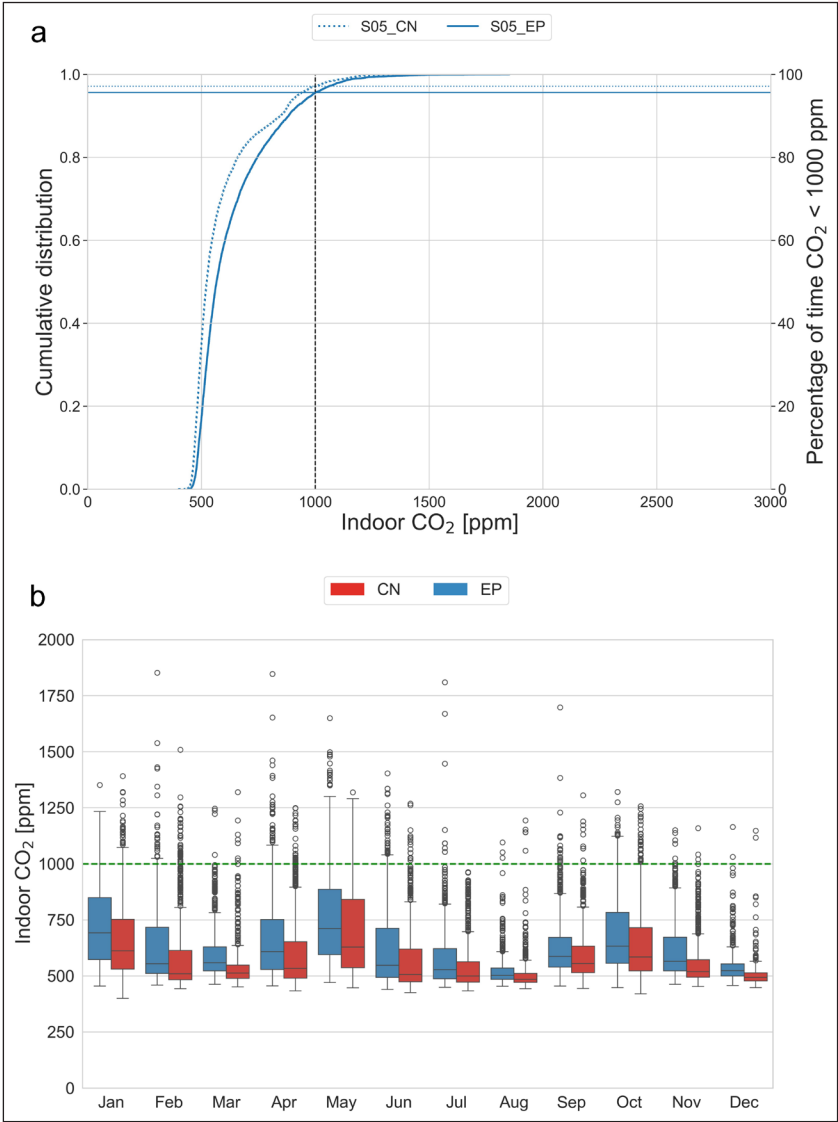 a
S05_CN S05_EP
1.0 100
0.8 80
0.6 60
0.4 40
0.2 20
0.0 0
0 500 1000 1500 2000 2500 3000
Cumulative distribution
Percentage of time CO₂ < 1000 ppm
Indoor CO₂ [ppm]
b
CN EP
2000
1750
1500
1250
1000
750
500
250
0
Indoor CO₂ [ppm]
Jan Feb Mar Apr May Jun Jul Aug Sep Oct Nov Dec